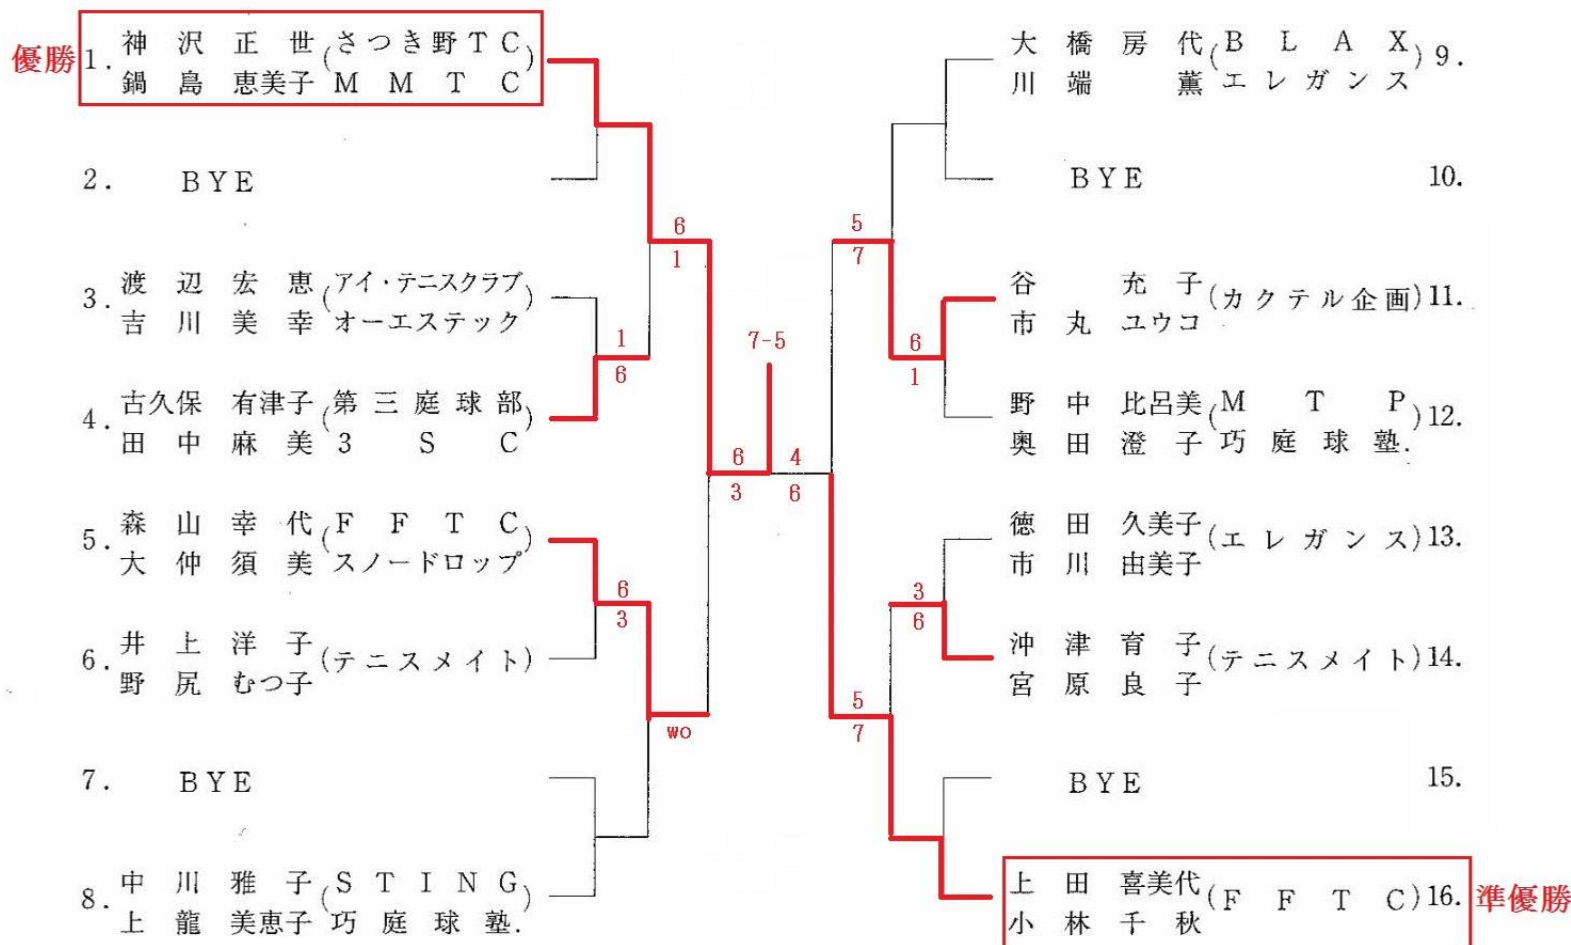 優勝
1. 神沢正世 (さつき野TC)
鍋島恵美子 MMTC
2. BYE
3. 渡辺宏恵 (アイ・テニスクラブ)
吉川美幸 オーエステック
4. 古久保有津子 (第三庭球部)
田中麻美 3SC
5. 森山幸代 (FFTC)
大仲須美 スノードロップ
6. 井上洋子 (テニスメイト)
野尻むつ子
7. BYE
8. 中川雅子 (STING)
上龍美恵子 巧庭球塾.
6
1
1
6
6
3
wo
6
3
7-5
4
6
5
7
6
1
3
6
5
7
大橋房代 (BLAX) 9.
川端薫 エレガンス
BYE 10.
谷充子 (カクテル企画) 11.
市丸ユウコ
野中比呂美 (MTP) 12.
奥田澄子 巧庭球塾.
徳田久美子 (エレガンス) 13.
市川由美子
沖津育子 (テニスメイト) 14.
宮原良子
BYE 15.
上田喜美代 (FFTC) 16.
小林千秋
準優勝